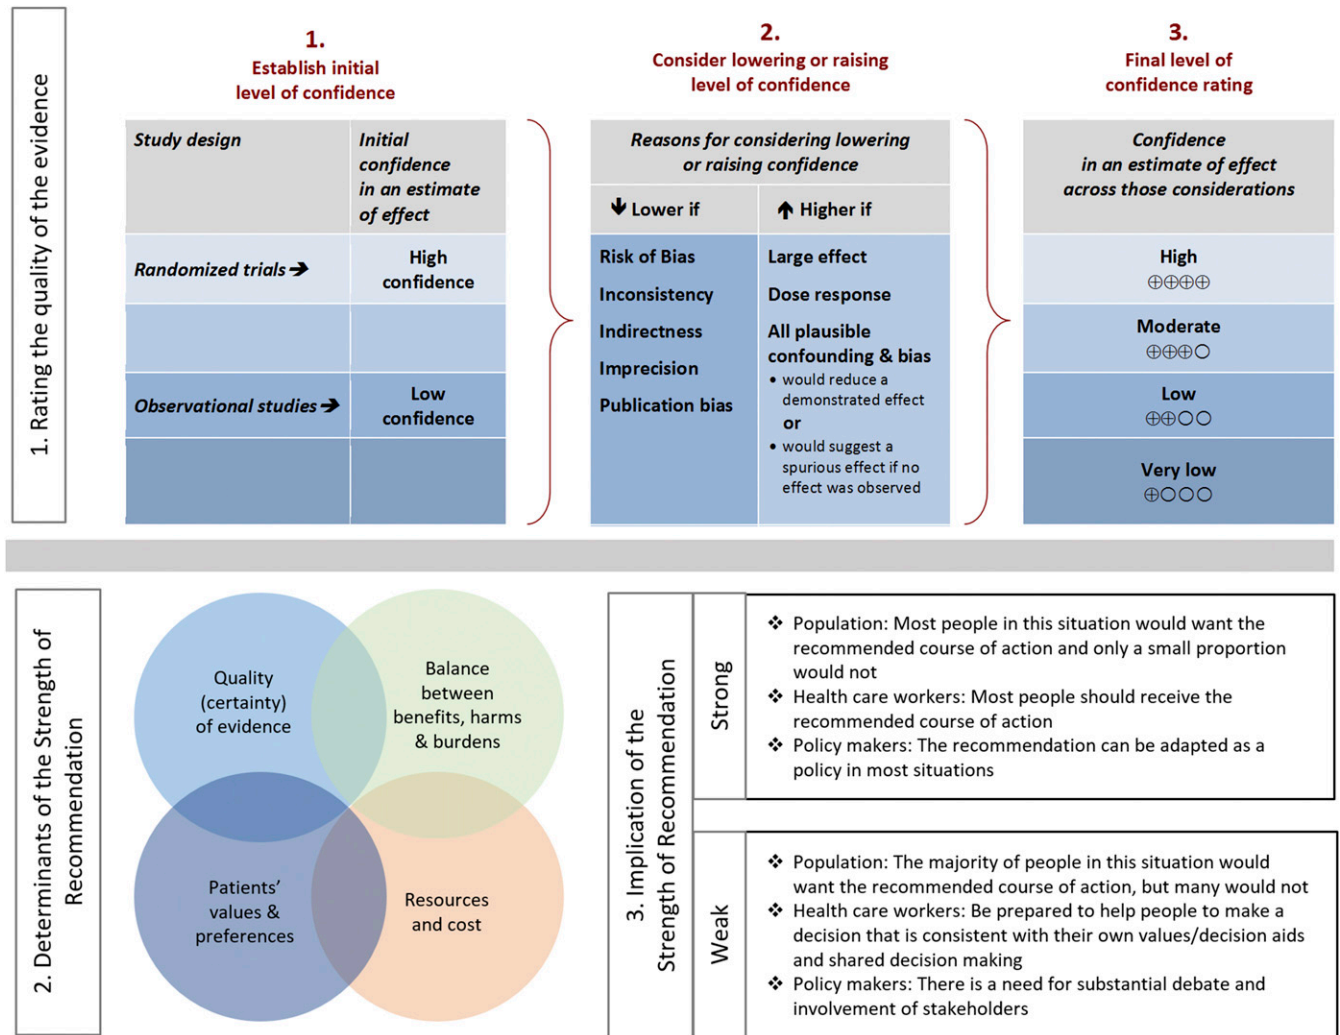 1. Rating the quality of the evidence
1.
Establish initial
level of confidence
Study design
Initial
confidence
in an estimate
of effect
Randomized trials ➔
High
confidence
Observational studies ➔
Low
confidence
2.
Consider lowering or raising
level of confidence
Reasons for considering lowering
or raising confidence
🡇 Lower if
🡅 Higher if
Risk of Bias
Inconsistency
Indirectness
Imprecision
Publication bias
Large effect
Dose response
All plausible
confounding & bias
• would reduce a
demonstrated effect
or
• would suggest a
spurious effect if no
effect was observed
3.
Final level of
confidence rating
Confidence
in an estimate of effect
across those considerations
High
⊕⊕⊕⊕
Moderate
⊕⊕⊕○
Low
⊕⊕○○
Very low
⊕○○○
2. Determinants of the Strength of
Recommendation
Quality
(certainty)
of evidence
Balance
between
benefits, harms
& burdens
Patients'
values &
preferences
Resources
and cost
3. Implication of the
Strength of Recommendation
Strong
❖ Population: Most people in this situation would want the
recommended course of action and only a small proportion
would not
❖ Health care workers: Most people should receive the
recommended course of action
❖ Policy makers: The recommendation can be adapted as a
policy in most situations
Weak
❖ Population: The majority of people in this situation would
want the recommended course of action, but many would not
❖ Health care workers: Be prepared to help people to make a
decision that is consistent with their own values/decision aids
and shared decision making
❖ Policy makers: There is a need for substantial debate and
involvement of stakeholders